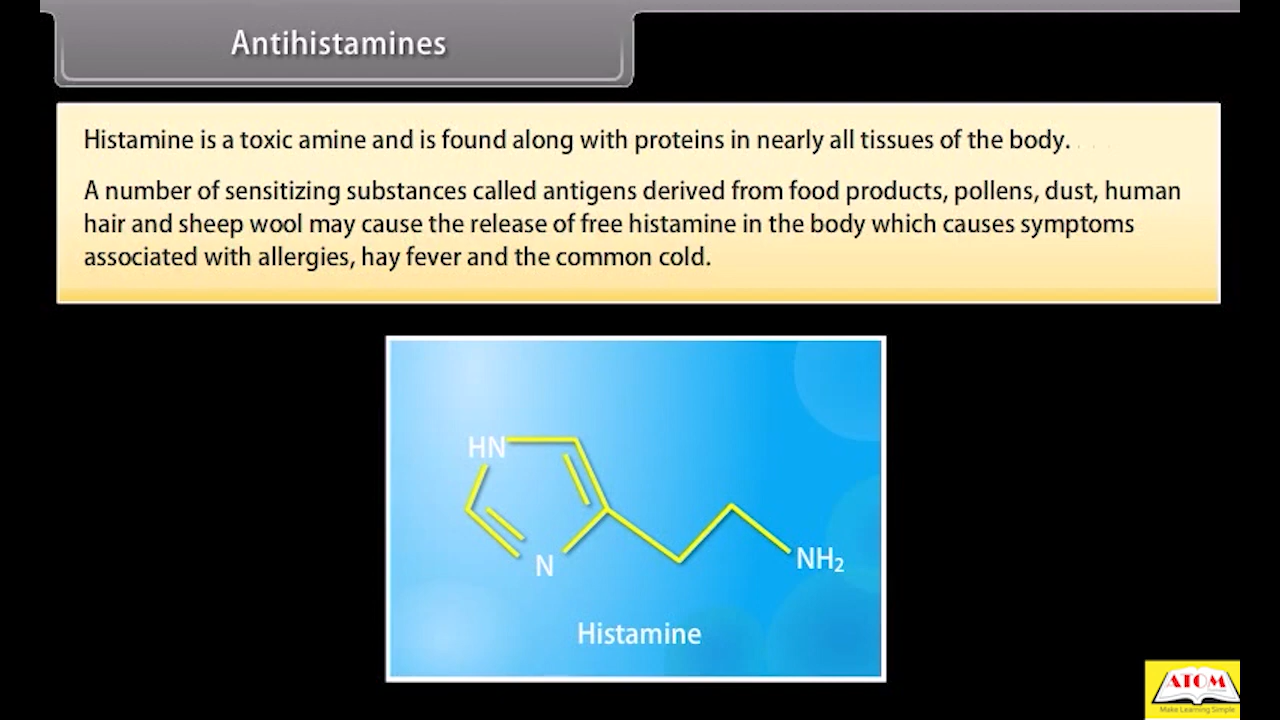 Antihistamines
Histamine is a toxic amine and is found along with proteins in nearly all tissues of the body.
A number of sensitizing substances called antigens derived from food products, pollens, dust, human
hair and sheep wool may cause the release of free histamine in the body which causes symptoms
associated with allergies, hay fever and the common cold.
HN
N
NH₂
Histamine
ATOM
Make Learning Simple